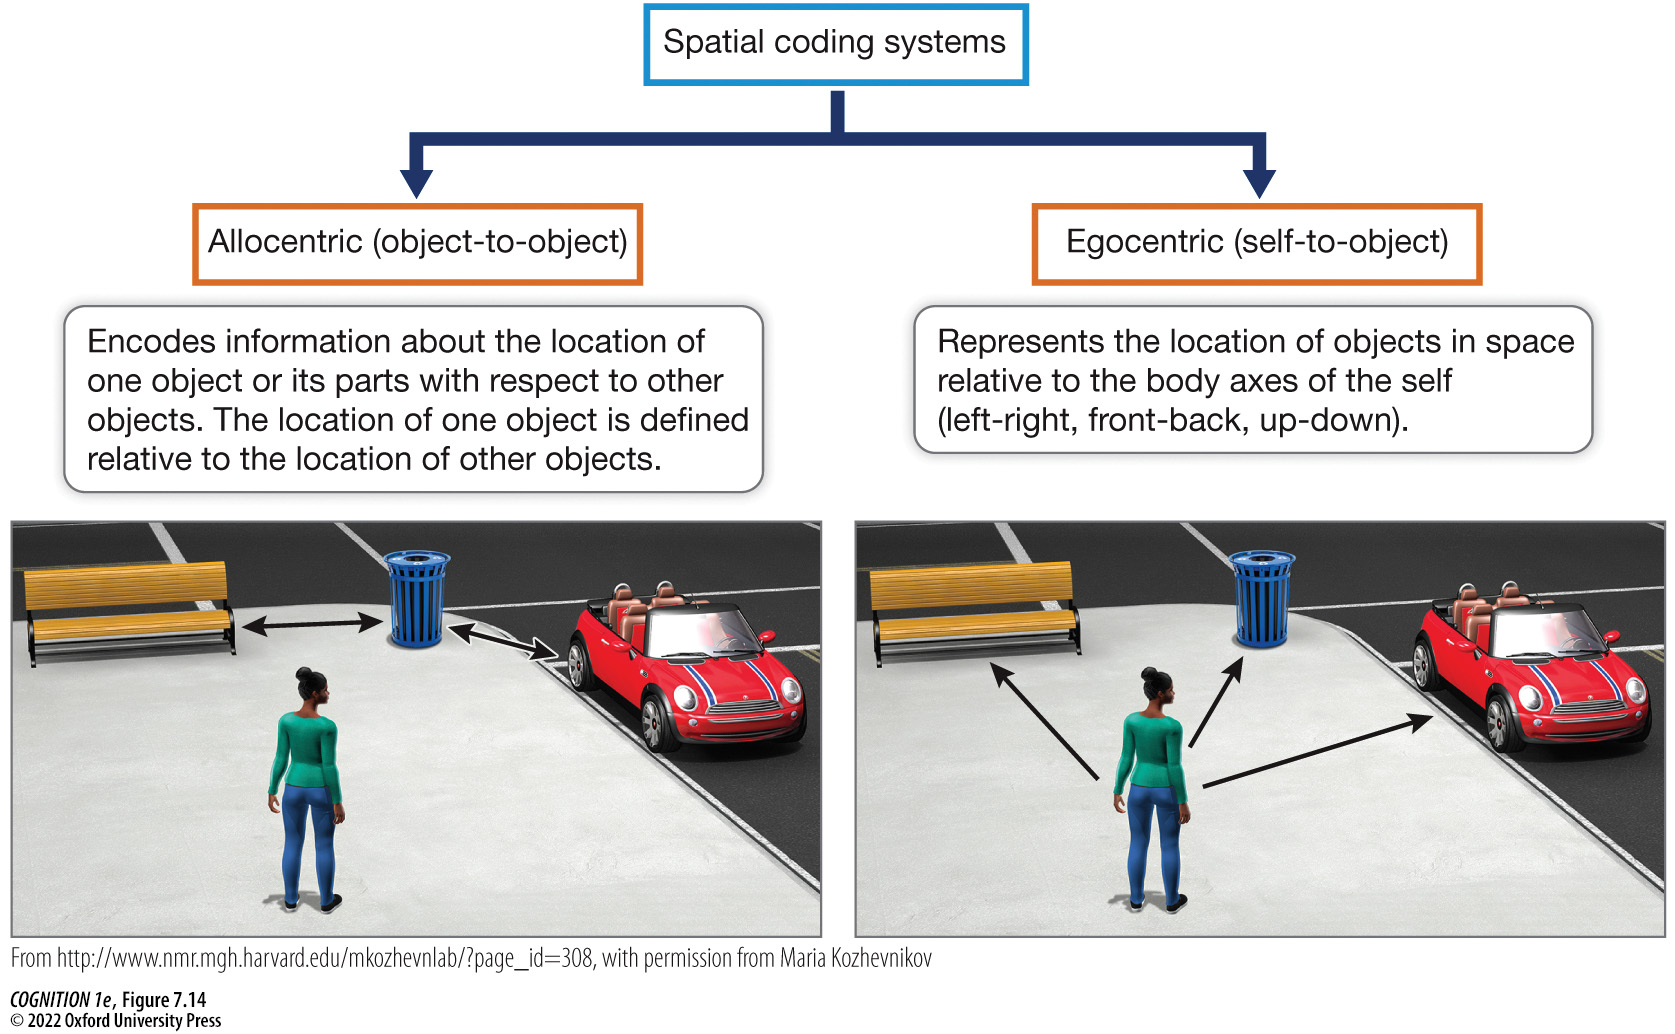 Spatial coding systems
Allocentric (object-to-object)
Encodes information about the location of
one object or its parts with respect to other
objects. The location of one object is defined
relative to the location of other objects.
Egocentric (self-to-object)
Represents the location of objects in space
relative to the body axes of the self
(left-right, front-back, up-down).
From http://www.nmr.mgh.harvard.edu/mkozhevnlab/?page_id=308, with permission from Maria Kozhevnikov
COGNITION 1e, Figure 7.14
© 2022 Oxford University Press